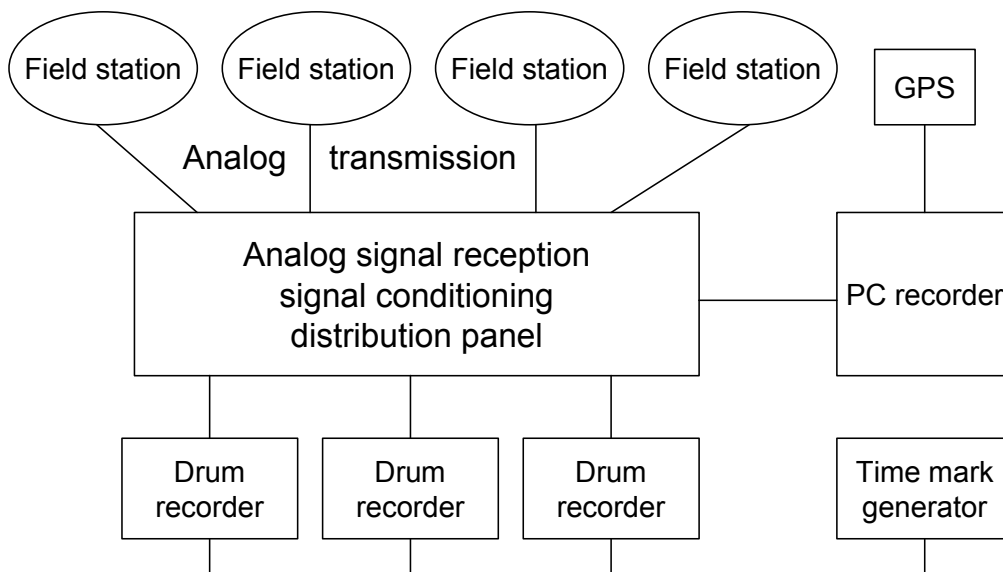 Field station
Field station
Field station
Field station
GPS
Analog transmission
Analog signal reception
signal conditioning
distribution panel
PC recorder
Drum
recorder
Drum
recorder
Drum
recorder
Time mark
generator